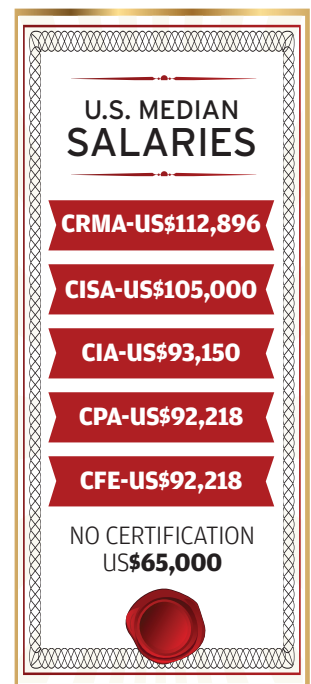 U.S. MEDIAN
SALARIES
CRMA-US$112,896
CISA-US$105,000
CIA-US$93,150
CPA-US$92,218
CFE-US$92,218
NO CERTIFICATION
US$65,000